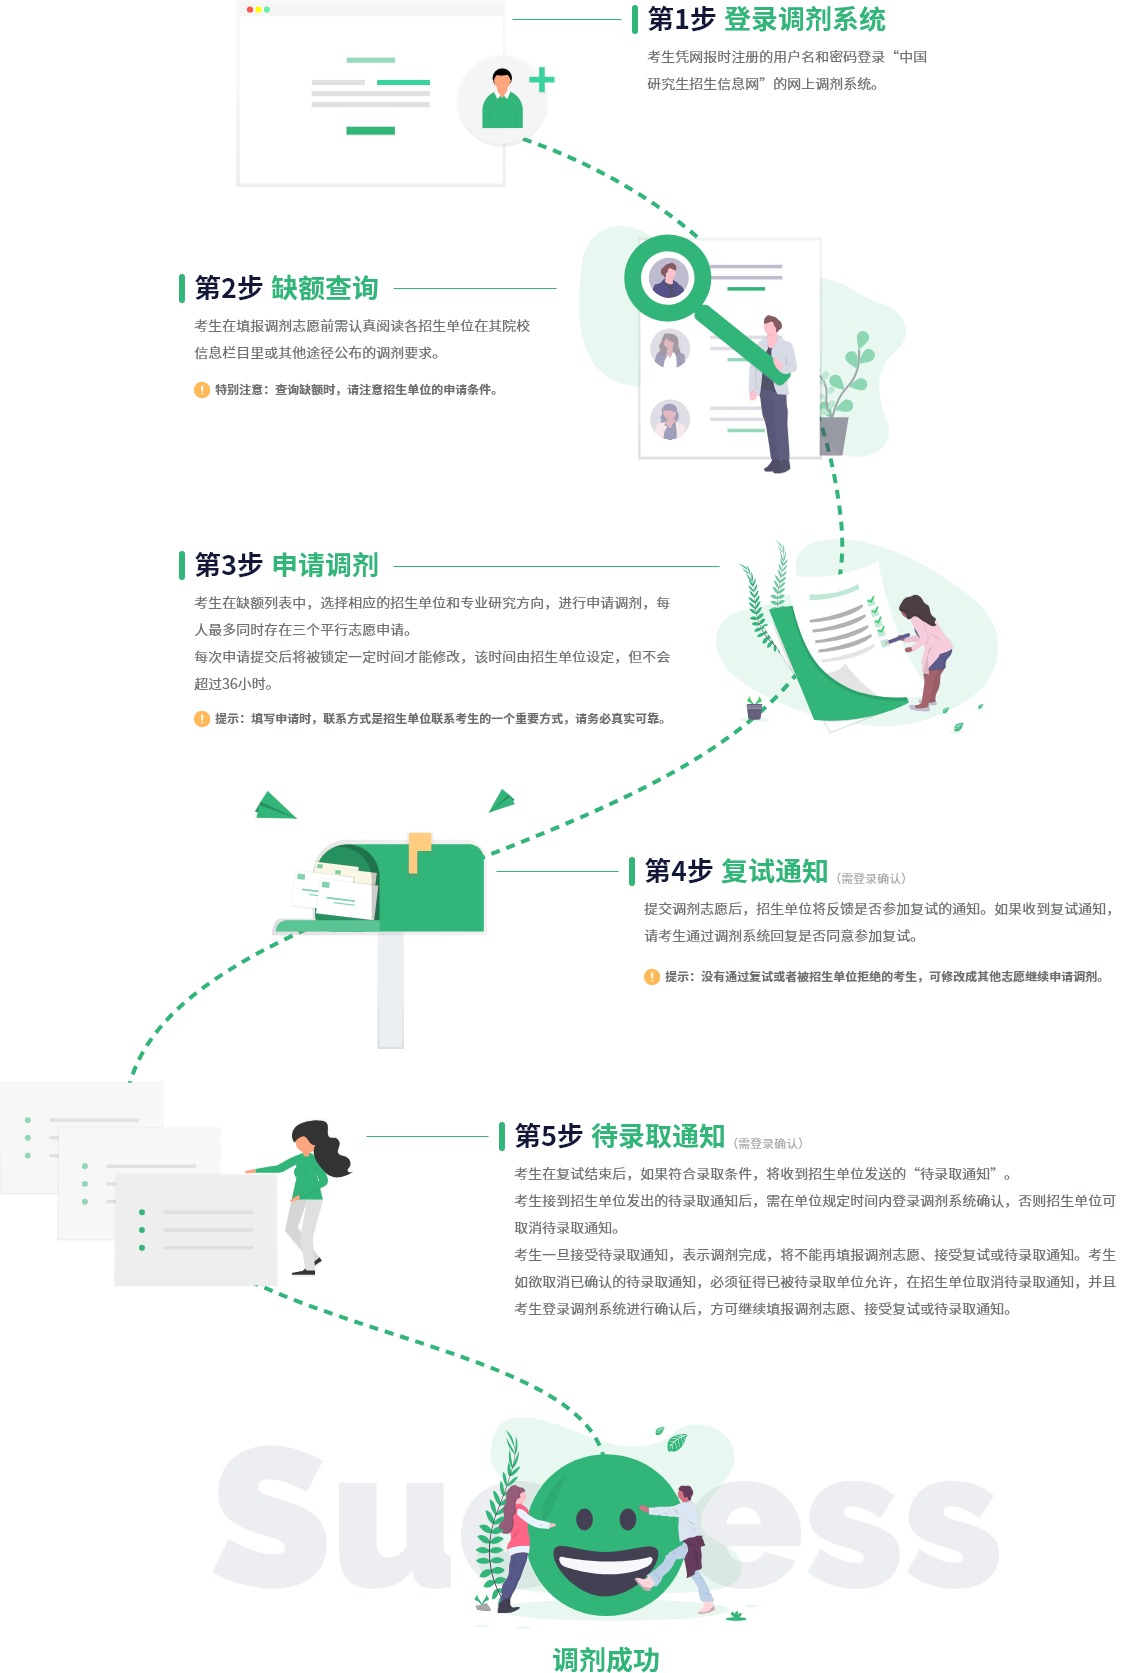 第1步 登录调剂系统
考生凭网报时注册的用户名和密码登录“中国
研究生招生信息网”的网上调剂系统。
第2步 缺额查询
考生在填报调剂志愿前需认真阅读各招生单位在其院校
信息栏目里或其他途径公布的调剂要求。
特别注意：查询缺额时，请注意招生单位的申请条件。
第3步 申请调剂
考生在缺额列表中，选择相应的招生单位和专业研究方向，进行申请调剂，每
人最多同时存在三个平行志愿申请。
每次申请提交后将被锁定一定时间才能修改，该时间由招生单位设定，但不会
超过36小时。
提示：填写申请时，联系方式是招生单位联系考生的一个重要方式，请务必真实可靠。
第4步 复试通知（需登录确认）
提交调剂志愿后，招生单位将反馈是否参加复试的通知。如果收到复试通知，
请考生通过调剂系统回复是否同意参加复试。
提示：没有通过复试或者被招生单位拒绝的考生，可修改成其他志愿继续申请调剂。
第5步 待录取通知（需登录确认）
考生在复试结束后，如果符合录取条件，将收到招生单位发送的“待录取通知”。
考生接到招生单位发出的待录取通知后，需在单位规定时间内登录调剂系统确认，否则招生单位可
取消待录取通知。
考生一旦接受待录取通知，表示调剂完成，将不能再填报调剂志愿、接受复试或待录取通知。考生
如欲取消已确认的待录取通知，必须征得已被待录取单位允许，在招生单位取消待录取通知，并且
考生登录调剂系统进行确认后，方可继续填报调剂志愿、接受复试或待录取通知。
Success
调剂成功